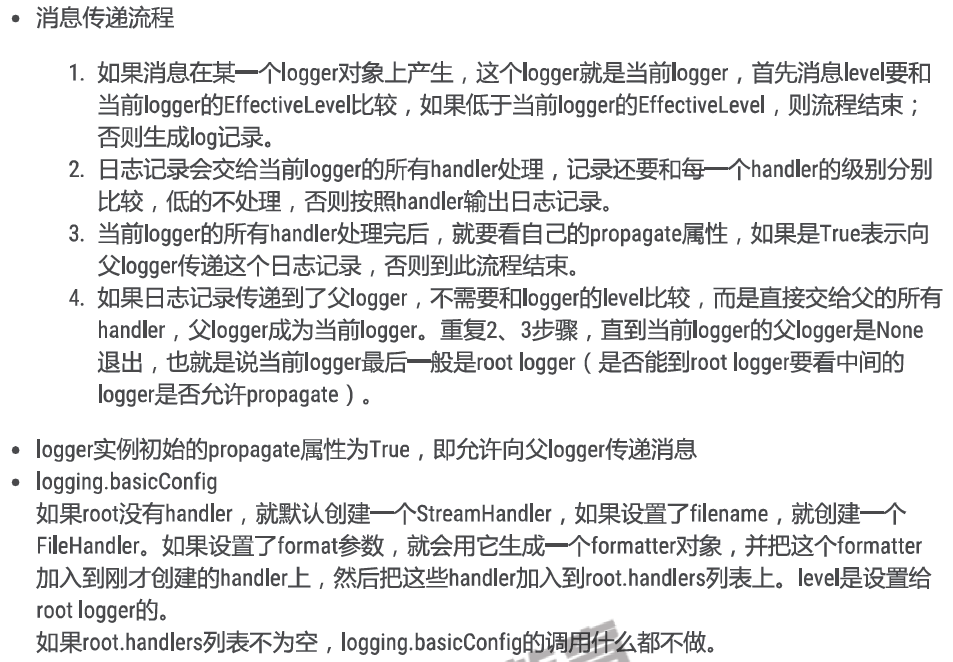 • 消息传递流程
1. 如果消息在某一个logger对象上产生，这个logger就是当前logger，首先消息level要和
当前logger的EffectiveLevel比较，如果低于当前logger的EffectiveLevel，则流程结束；
否则生成log记录。
2. 日志记录会交给当前logger的所有handler处理，记录还要和每一个handler的级别分别
比较，低的不处理，否则按照handler输出日志记录。
3. 当前logger的所有handler处理完后，就要看自己的propagate属性，如果是True表示向
父logger传递这个日志记录，否则到此流程结束。
4. 如果日志记录传递到了父logger，不需要和logger的level比较，而是直接交给父的所有
handler，父logger成为当前logger。重复2、3步骤，直到当前logger的父logger是None
退出，也就是说当前logger最后一般是root logger（是否能到root logger要看中间的
logger是否允许propagate）。
• logger实例初始的propagate属性为True，即允许向父logger传递消息
• logging.basicConfig
如果root没有handler，就默认创建一个StreamHandler，如果设置了filename，就创建一个
FileHandler。如果设置了format参数，就会用它生成一个formatter对象，并把这个formatter
加入到刚才创建的handler上，然后把这些handler加入到root.handlers列表上。level是设置给
root logger的。
如果root.handlers列表不为空，logging.basicConfig的调用什么都不做。